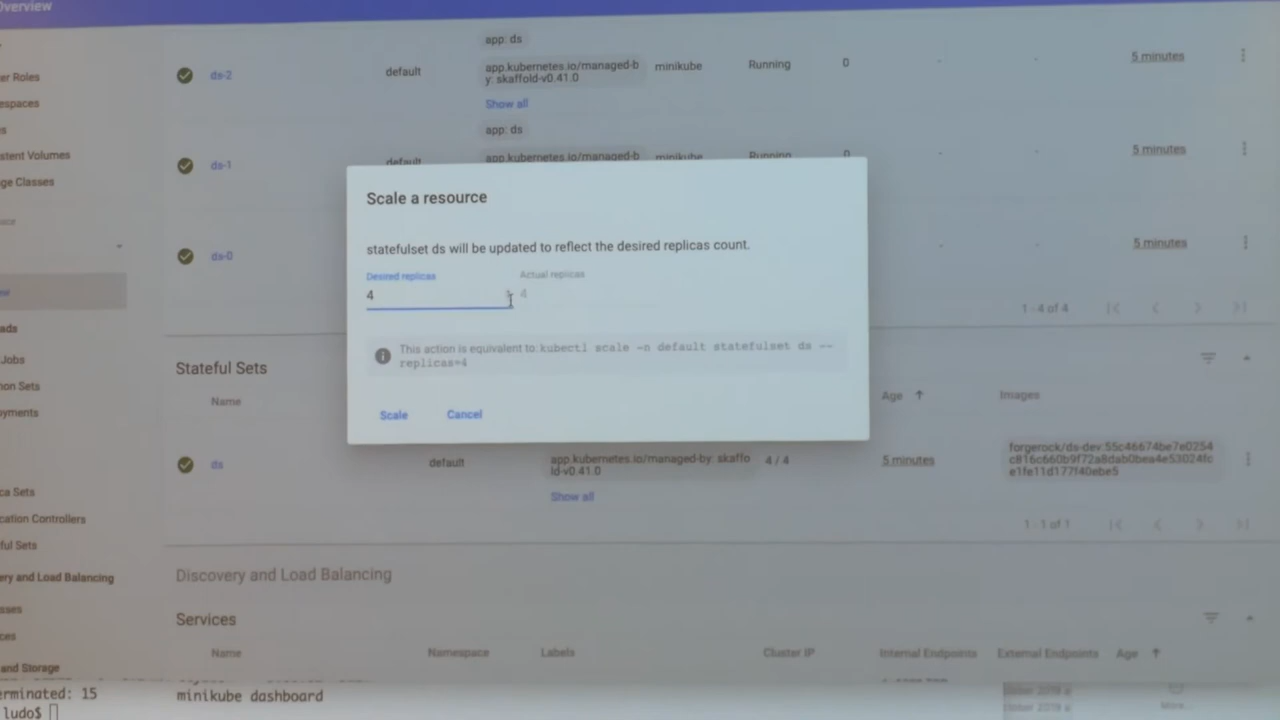 Overview
er Roles
espaces
s
stent Volumes
ge Classes
ads
Jobs
on Sets
oyments
ca Sets
cation Controllers
ful Sets
ery and Load Balancing
sses
ces
and Storage
erminated: 15
ludo$
app: ds
ds-2 default app.kubernetes.io/managed-b minikube Running 0 - - 5 minutes
y: skaffold-v0.41.0
Show all
app: ds
ds-1 default app.kubernetes.io/managed-b minikube Running 0 - - 5 minutes
ds-0 - - 5 minutes
1 - 4 of 4
Scale a resource
statefulset ds will be updated to reflect the desired replicas count.
Desired replicas Actual replicas
4 4
This action is equivalent to: kubectl scale -n default statefulset ds --
replicas=4
Scale Cancel
Stateful Sets
Name Age Images
ds default app.kubernetes.io/managed-by: skaffo
ld-v0.41.0
4 / 4 5 minutes
forgerock/ds-dev:55c46674be7e0254
c816c660b9f72a8dab0bea4e53024fc
e1fe11d177f40ebe5
Show all
1 - 1 of 1
Discovery and Load Balancing
Services
Name Namespace Labels Cluster IP Internal Endpoints External Endpoints Age
minikube dashboard
More...